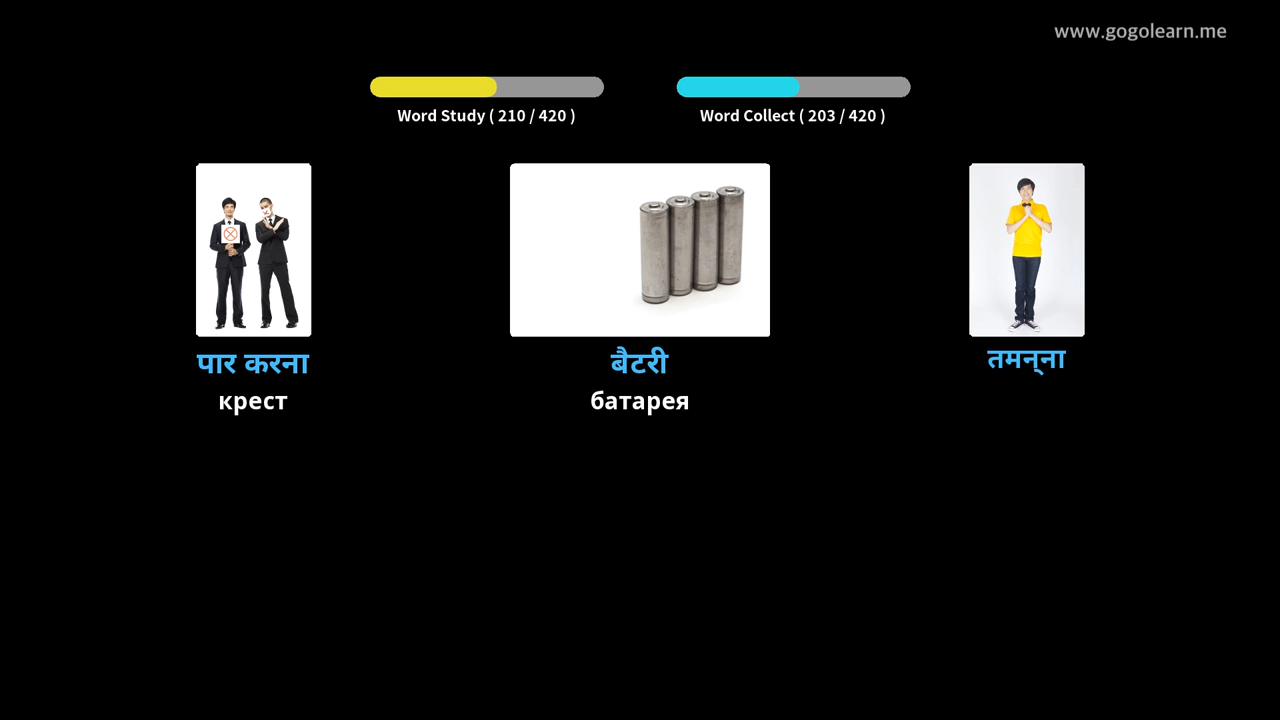 www.gogolearn.me
Word Study ( 210 / 420 )
Word Collect ( 203 / 420 )
पार करना
крест
बैटरी
батарея
तमन्‌ना